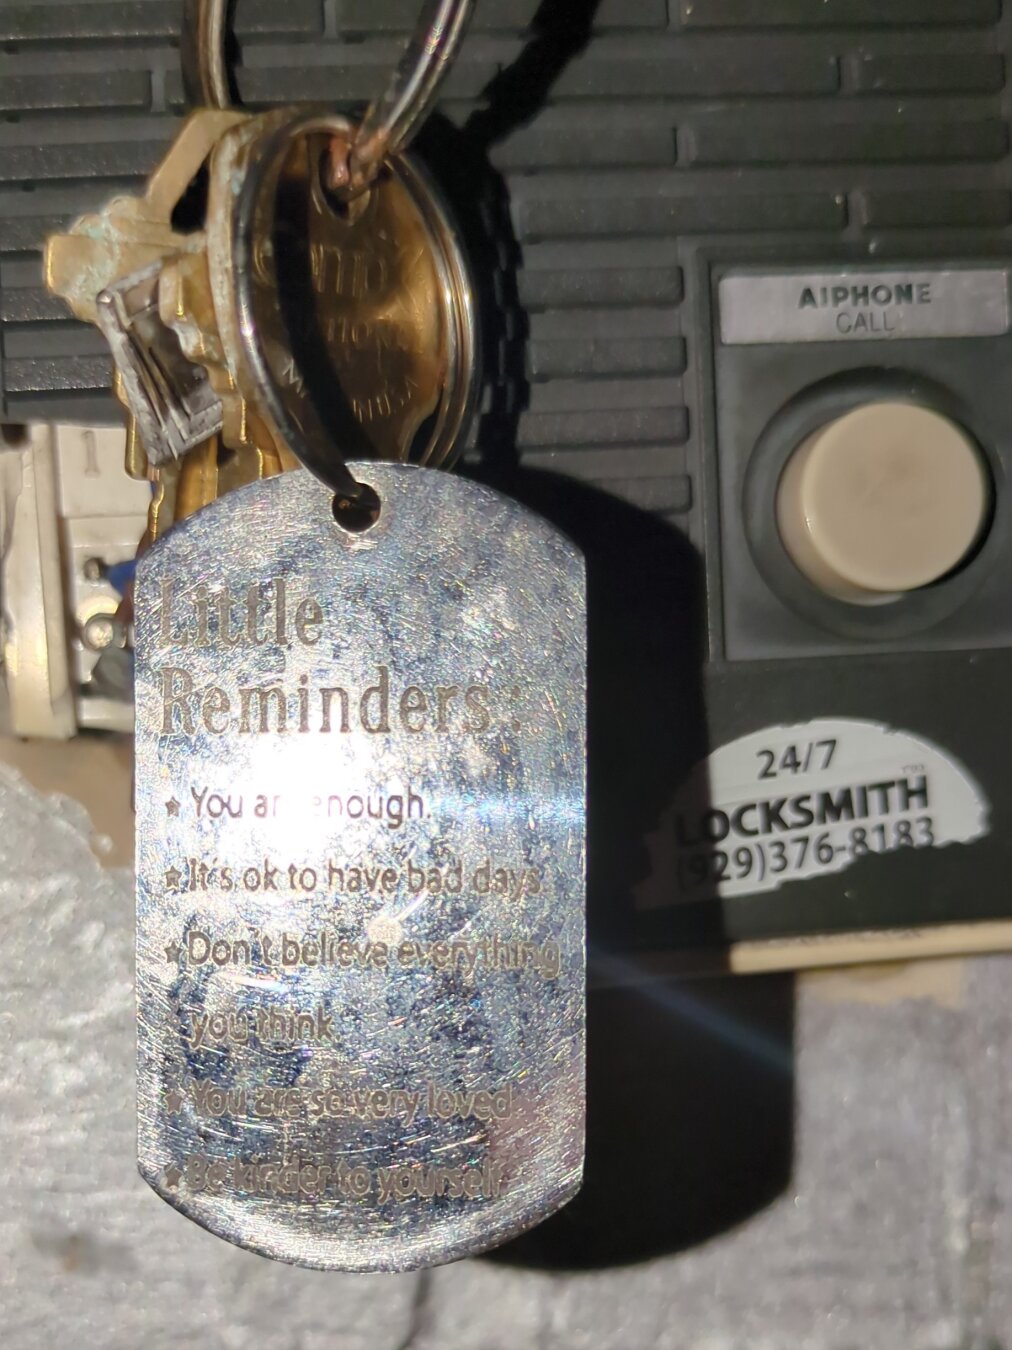 AIPHONE
CALL
Little
Reminders:
★ You are enough.
★ It's ok to have bad days.
★ Don't believe everything
you think.
★ You are so very loved
★ Be kinder to yourself
24/7
LOCKSMITH
(929)376-8183